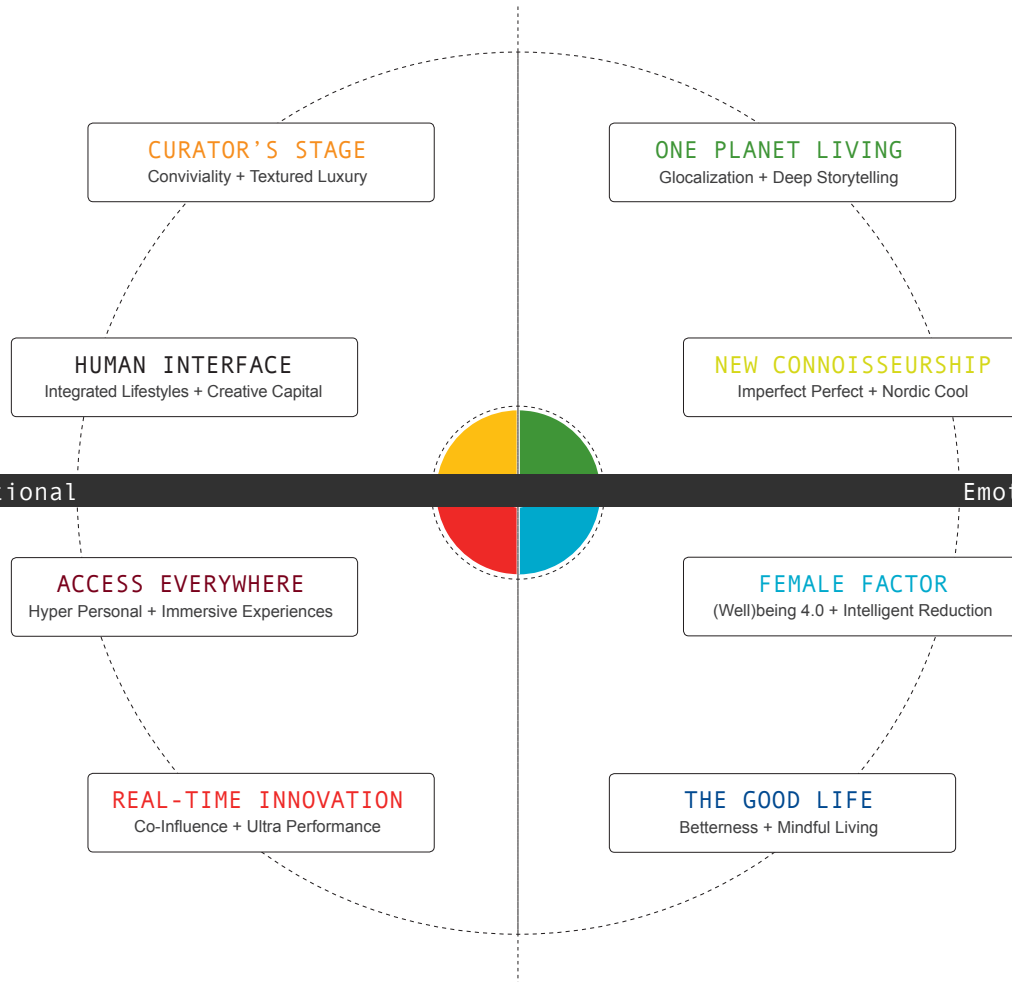 CURATOR'S STAGE
Conviviality + Textured Luxury
ONE PLANET LIVING
Glocalization + Deep Storytelling
HUMAN INTERFACE
Integrated Lifestyles + Creative Capital
NEW CONNOISSEURSHIP
Imperfect Perfect + Nordic Cool
ACCESS EVERYWHERE
Hyper Personal + Immersive Experiences
FEMALE FACTOR
(Well)being 4.0 + Intelligent Reduction
REAL-TIME INNOVATION
Co-Influence + Ultra Performance
THE GOOD LIFE
Betterness + Mindful Living